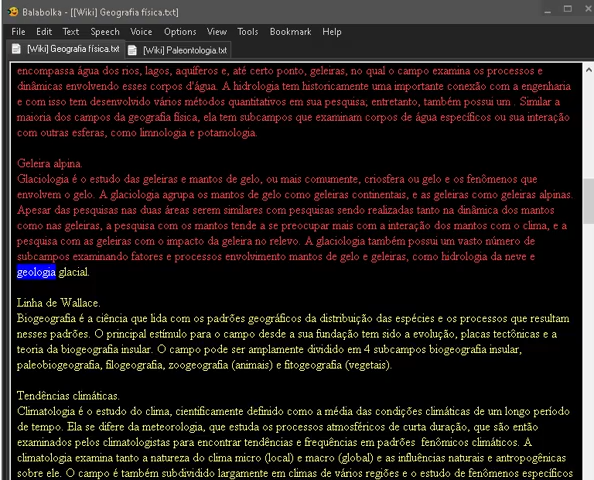 Balabolka - [[Wiki] Geografia física.txt]
File Edit Text Speech Voice Options View Tools Bookmark Help
[Wiki] Geografia física.txt [Wiki] Paleontologia.txt
encompassa água dos rios, lagos, aquíferos e, até certo ponto, geleiras, no qual o campo examina os processos e
dinâmicas envolvendo esses corpos d'água. A hidrologia tem historicamente uma importante conexão com a engenharia
e com isso tem desenvolvido vários métodos quantitativos em sua pesquisa; entretanto, também possui um . Similar a
maioria dos campos da geografia física, ela tem subcampos que examinam corpos de água específicos ou sua interação
com outras esferas, como limnologia e potamologia.
Geleira alpina.
Glaciologia é o estudo das geleiras e mantos de gelo, ou mais comumente, criosfera ou gelo e os fenômenos que
envolvem o gelo. A glaciologia agrupa os mantos de gelo como geleiras continentais, e as geleiras como geleiras alpinas.
Apesar das pesquisas nas duas áreas serem similares com pesquisas sendo realizadas tanto na dinâmica dos mantos
como nas geleiras, a pesquisa com os mantos tende a se preocupar mais com a interação dos mantos com o clima, e a
pesquisa com as geleiras com o impacto da geleira no relevo. A glaciologia também possui um vasto número de
subcampos examinando fatores e processos envolvimento mantos de gelo e geleiras, como hidrologia da neve e
geologia glacial.
Linha de Wallace.
Biogeografia é a ciência que lida com os padrões geográficos da distribuição das espécies e os processos que resultam
nesses padrões. O principal estímulo para o campo desde a sua fundação tem sido a evolução, placas tectônicas e a
teoria da biogeografia insular. O campo pode ser amplamente dividido em 4 subcampos biogeografia insular,
paleobiogeografia, filogeografia, zoogeografia (animais) e fitogeografia (vegetais).
Tendências climáticas.
Climatologia é o estudo do clima, cientificamente definido como a média das condições climáticas de um longo período
de tempo. Ela se difere da meteorologia, que estuda os processos atmosféricos de curta duração, que são então
examinados pelos climatologistas para encontrar tendências e frequências em padrões fenômicos climáticos. A
climatologia examina tanto a natureza do clima micro (local) e macro (global) e as influências naturais e antropogênicas
sobre ele. O campo é também subdividido largamente em climas de vários regiões e o estudo de fenômenos específicos